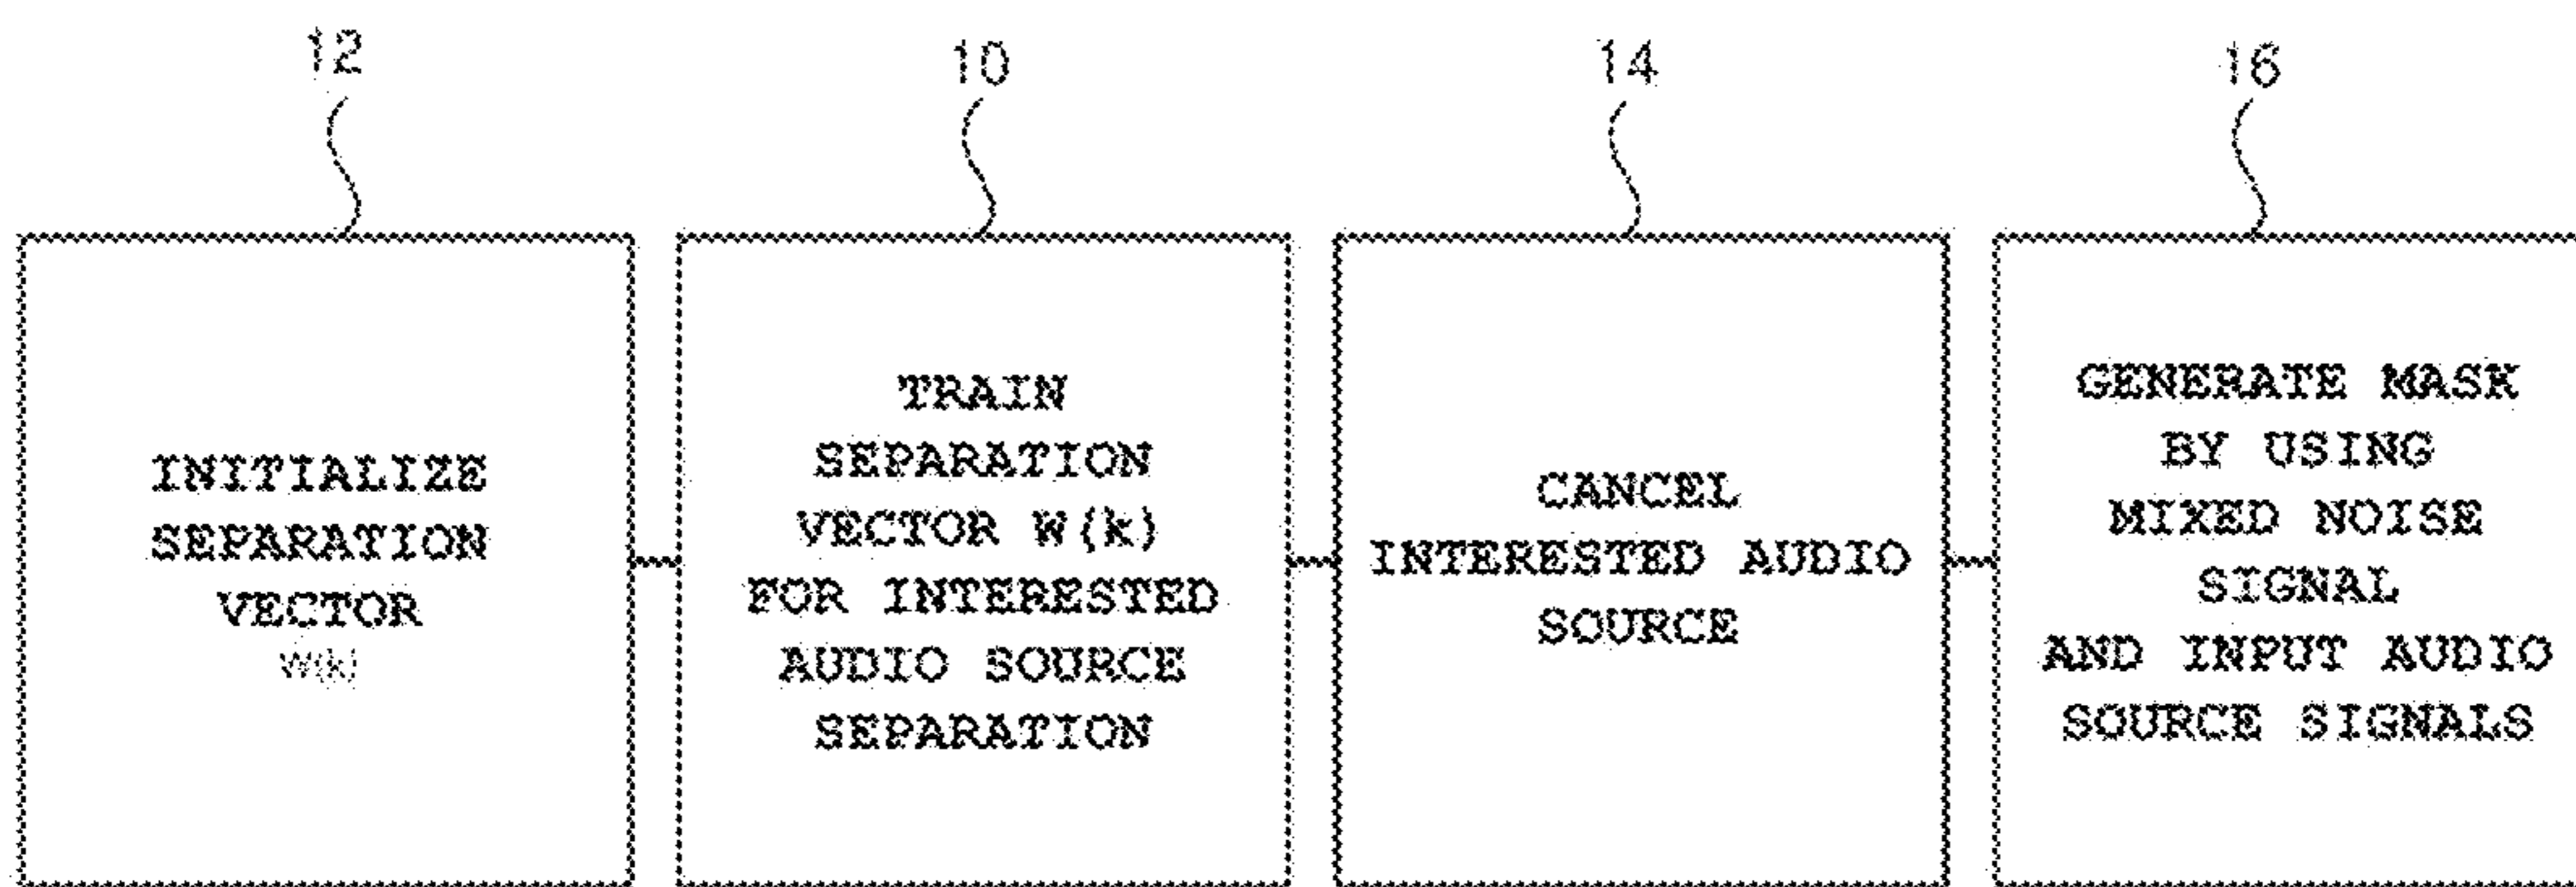 12
10
14
16
INITIALIZE
SEPARATION
VECTOR
W(k)
TRAIN
SEPARATION
VECTOR W(k)
FOR INTERESTED
AUDIO SOURCE
SEPARATION
CANCEL
INTERESTED AUDIO
SOURCE
GENERATE MASK
BY USING
MIXED NOISE
SIGNAL
AND INPUT AUDIO
SOURCE SIGNALS